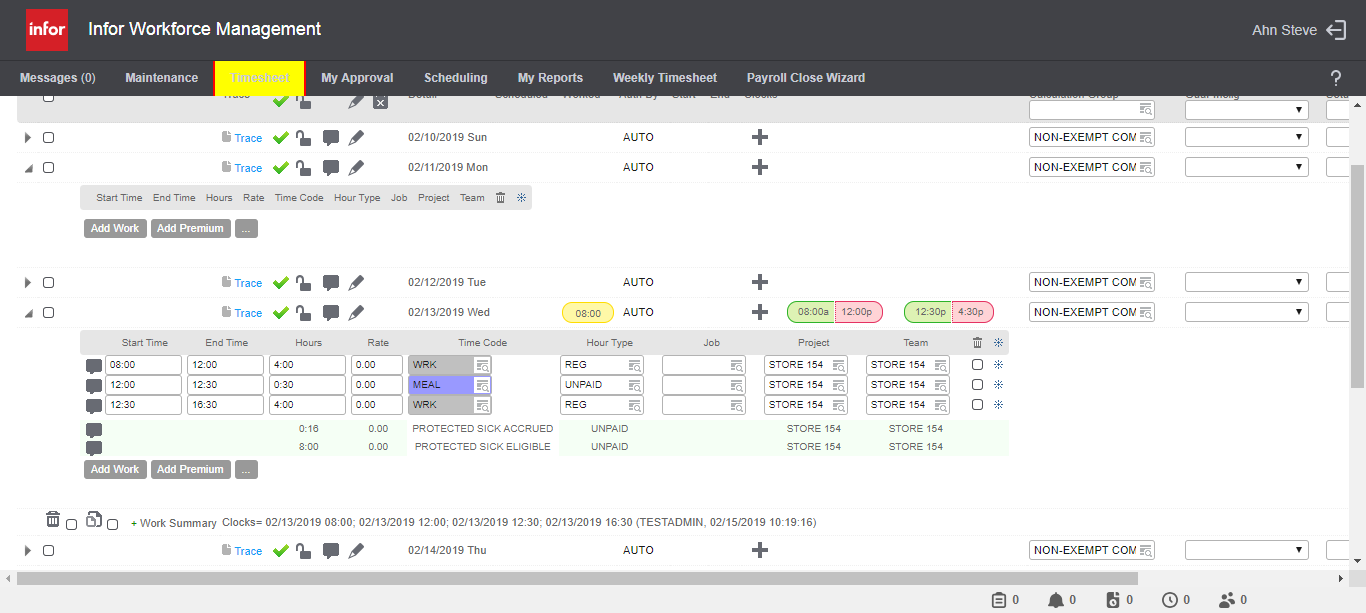 infor Infor Workforce Management Ahn Steve
Messages (0) Maintenance Timesheet My Approval Scheduling My Reports Weekly Timesheet Payroll Close Wizard ?
Trace Detail Scheduled Worked Auth By Start End Clocks Calculation Group
Trace 02/10/2019 Sun AUTO NON-EXEMPT COM
Trace 02/11/2019 Mon AUTO NON-EXEMPT COM
Start Time End Time Hours Rate Time Code Hour Type Job Project Team
Add Work Add Premium ...
Trace 02/12/2019 Tue AUTO NON-EXEMPT COM
Trace 02/13/2019 Wed 08:00 AUTO 08:00a 12:00p 12:30p 4:30p NON-EXEMPT COM
Start Time End Time Hours Rate Time Code Hour Type Job Project Team
08:00 12:00 4:00 0.00 WRK REG STORE 154 STORE 154
12:00 12:30 0:30 0.00 MEAL UNPAID STORE 154 STORE 154
12:30 16:30 4:00 0.00 WRK REG STORE 154 STORE 154
0:16 0.00 PROTECTED SICK ACCRUED UNPAID STORE 154 STORE 154
8:00 0.00 PROTECTED SICK ELIGIBLE UNPAID STORE 154 STORE 154
Add Work Add Premium ...
+ Work Summary Clocks= 02/13/2019 08:00; 02/13/2019 12:00; 02/13/2019 12:30; 02/13/2019 16:30 (TESTADMIN, 02/15/2019 10:19:16)
Trace 02/14/2019 Thu AUTO NON-EXEMPT COM
0 0 0 0 0